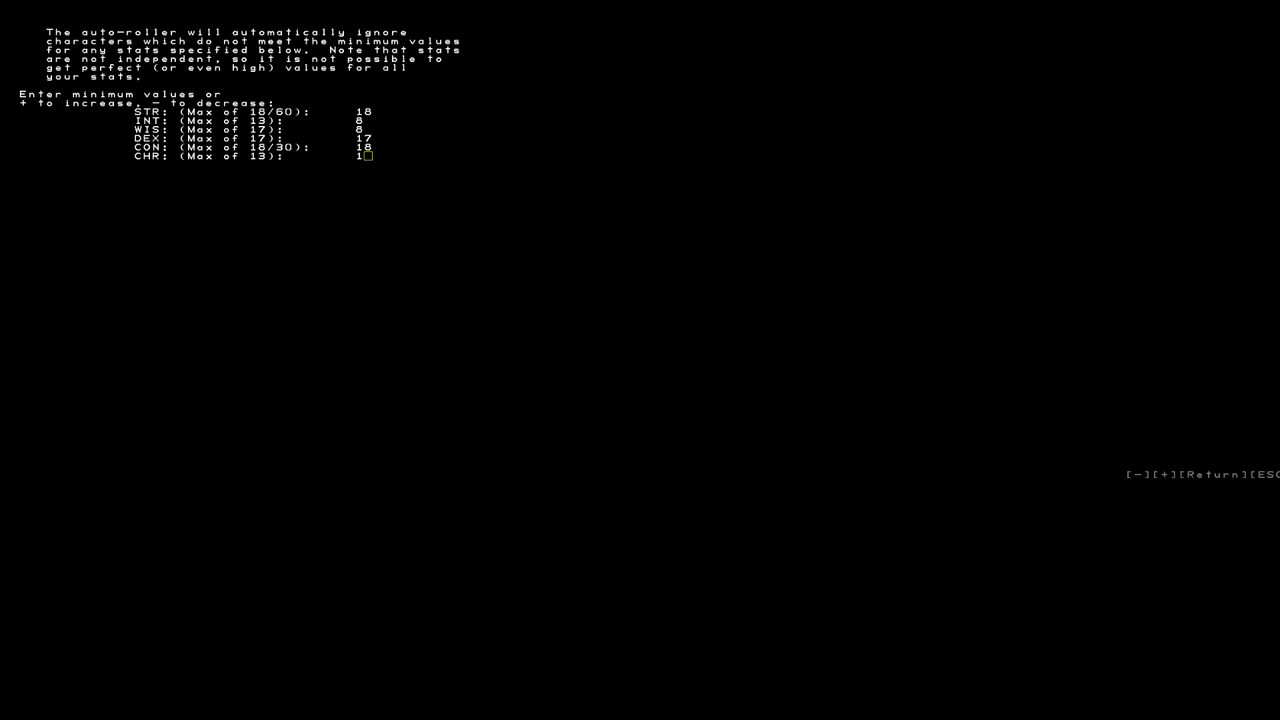 The auto-roller will automatically ignore
characters which do not meet the minimum values
for any stats specified below.  Note that stats
are not independent, so it is not possible to
get perfect (or even high) values for all
your stats.
Enter minimum values or
+ to increase, - to decrease:
STR: (Max of 18/60):     18
INT: (Max of 13):        8
WIS: (Max of 17):        8
DEX: (Max of 17):        17
CON: (Max of 18/30):     18
CHR: (Max of 13):        1
[-][+][Return][ESC